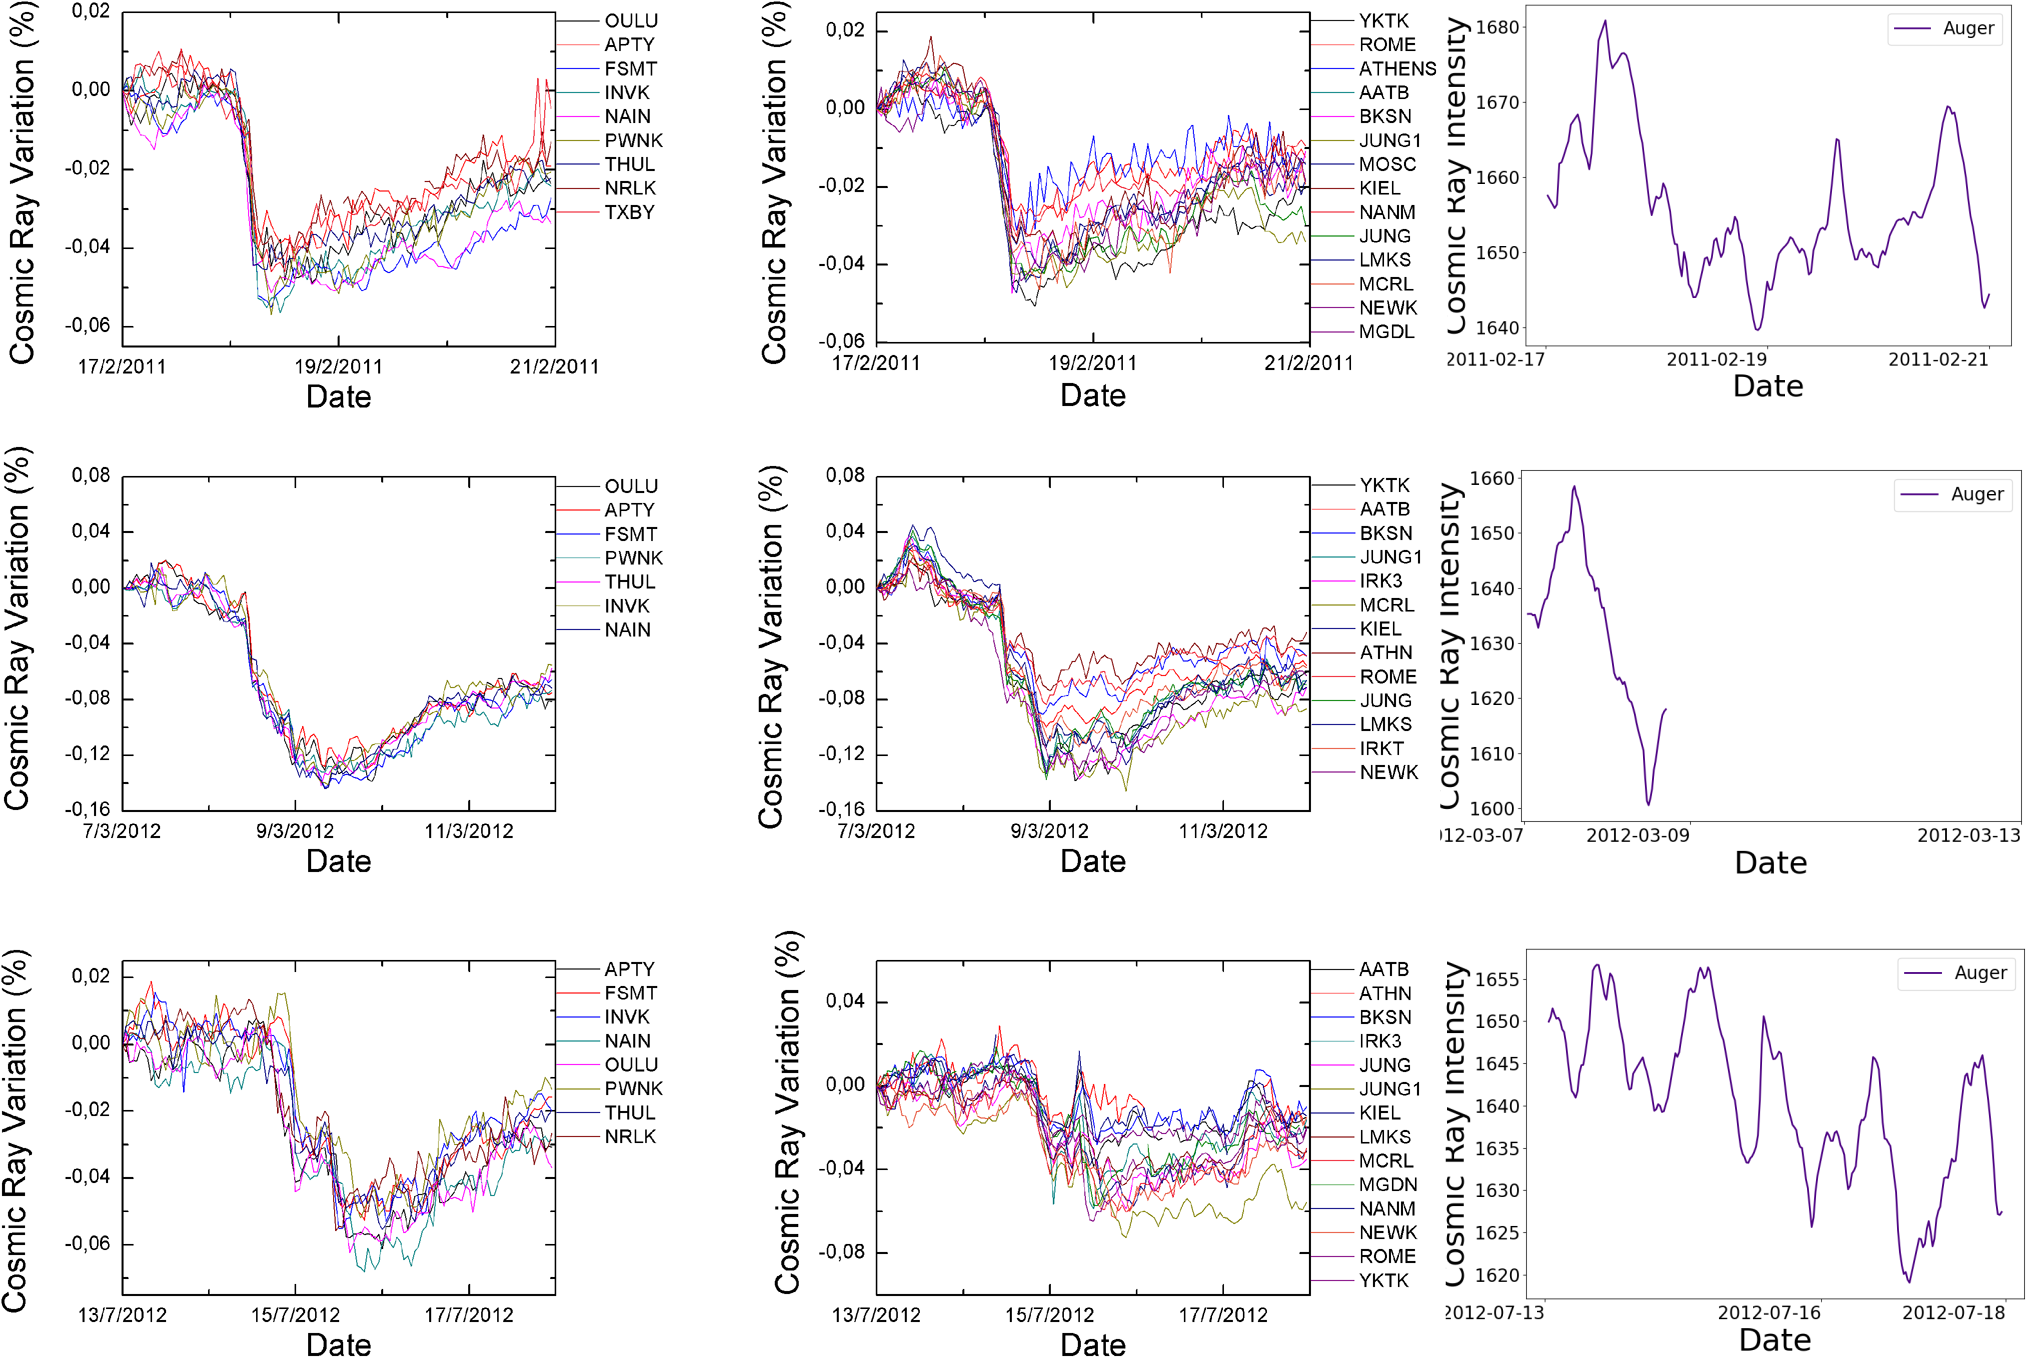 Cosmic Ray Variation (%)
0,02
0,00
-0,02
-0,04
-0,06
17/2/2011
19/2/2011
21/2/2011
Date
OULU
APTY
FSMT
INVK
NAIN
PWNK
THUL
NRLK
TXBY
Cosmic Ray Variation (%)
0,02
0,00
-0,02
-0,04
-0,06
17/2/2011
19/2/2011
21/2/2011
Date
YKTK
ROME
ATHENS
AATB
BKSN
JUNG1
MOSC
KIEL
NANM
JUNG
LMKS
MCRL
NEWK
MGDL
Cosmic Ray Intensity
1680
1670
1660
1650
1640
2011-02-17
2011-02-19
2011-02-21
Date
Auger
Cosmic Ray Variation (%)
0,08
0,04
0,00
-0,04
-0,08
-0,12
-0,16
7/3/2012
9/3/2012
11/3/2012
Date
OULU
APTY
FSMT
PWNK
THUL
INVK
NAIN
Cosmic Ray Variation (%)
0,08
0,04
0,00
-0,04
-0,08
-0,12
-0,16
7/3/2012
9/3/2012
11/3/2012
Date
YKTK
AATB
BKSN
JUNG1
IRK3
MCRL
KIEL
ATHN
ROME
JUNG
LMKS
IRKT
NEWK
Cosmic Ray Intensity
1660
1650
1640
1630
1620
1610
1600
12-03-07
2012-03-09
2012-03-13
Date
Auger
Cosmic Ray Variation (%)
0,02
0,00
-0,02
-0,04
-0,06
13/7/2012
15/7/2012
17/7/2012
Date
APTY
FSMT
INVK
NAIN
OULU
PWNK
THUL
NRLK
Cosmic Ray Variation (%)
0,04
0,00
-0,04
-0,08
13/7/2012
15/7/2012
17/7/2012
Date
AATB
ATHN
BKSN
IRK3
JUNG
JUNG1
KIEL
LMKS
MCRL
MGDN
NANM
NEWK
ROME
YKTK
Cosmic Ray Intensity
1655
1650
1645
1640
1635
1630
1625
1620
2012-07-13
2012-07-16
2012-07-18
Date
Auger